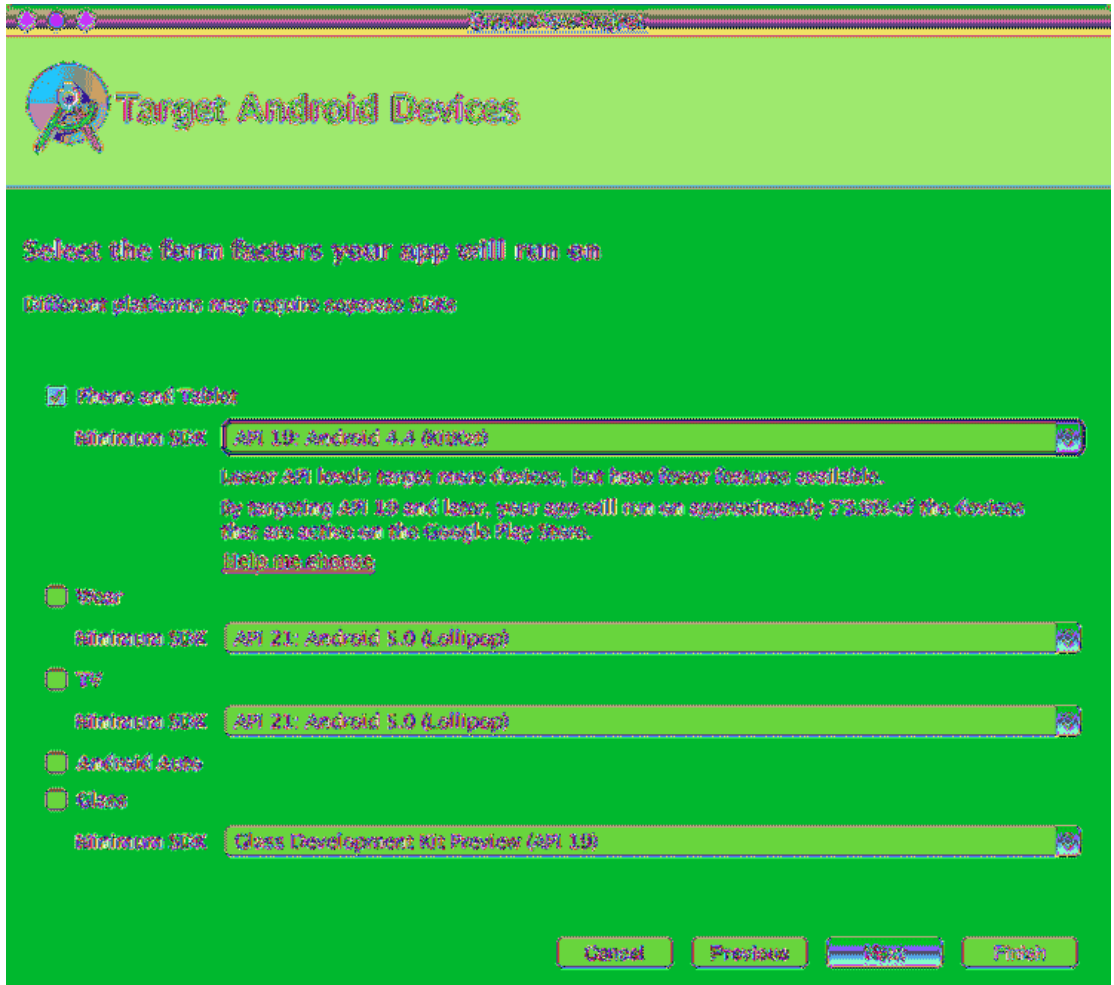 Create New Project
Target Android Devices
Select the form factors your app will run on
Different platforms may require separate SDKs
Phone and Tablet
Minimum SDK API 19: Android 4.4 (KitKat)
Lower API levels target more devices, but have fewer features available.
By targeting API 19 and later, your app will run on approximately of the devices
that are active on the Google Play Store.
Help me choose
Wear
Minimum SDK API 21: Android 5.0 (Lollipop)
TV
Minimum SDK API 21: Android 5.0 (Lollipop)
Android Auto
Glass
Minimum SDK Glass Development Kit Preview (API 19)
Cancel Previous Next Finish